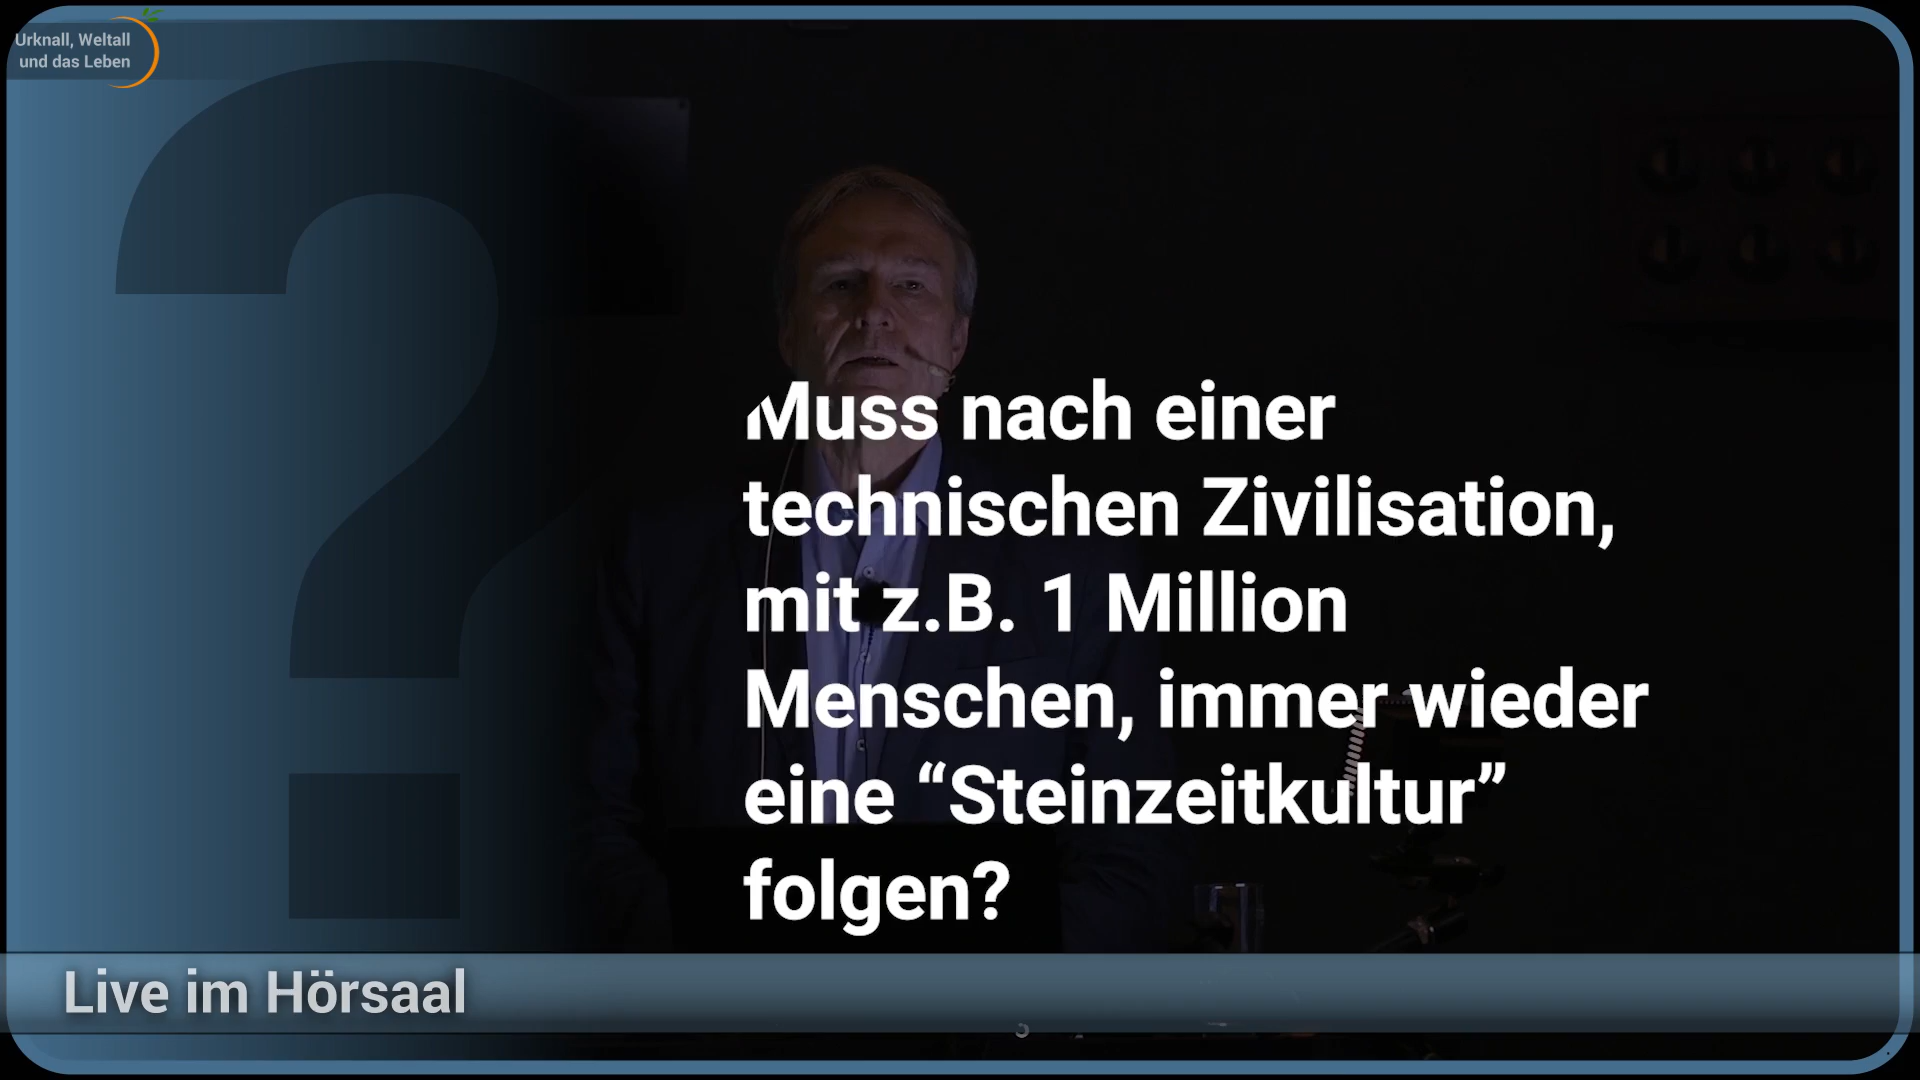 Urknall, Weltall
und das Leben
Muss nach einer
technischen Zivilisation,
mit z.B. 1 Million
Menschen, immer wieder
eine “Steinzeitkultur”
folgen?
Live im Hörsaal